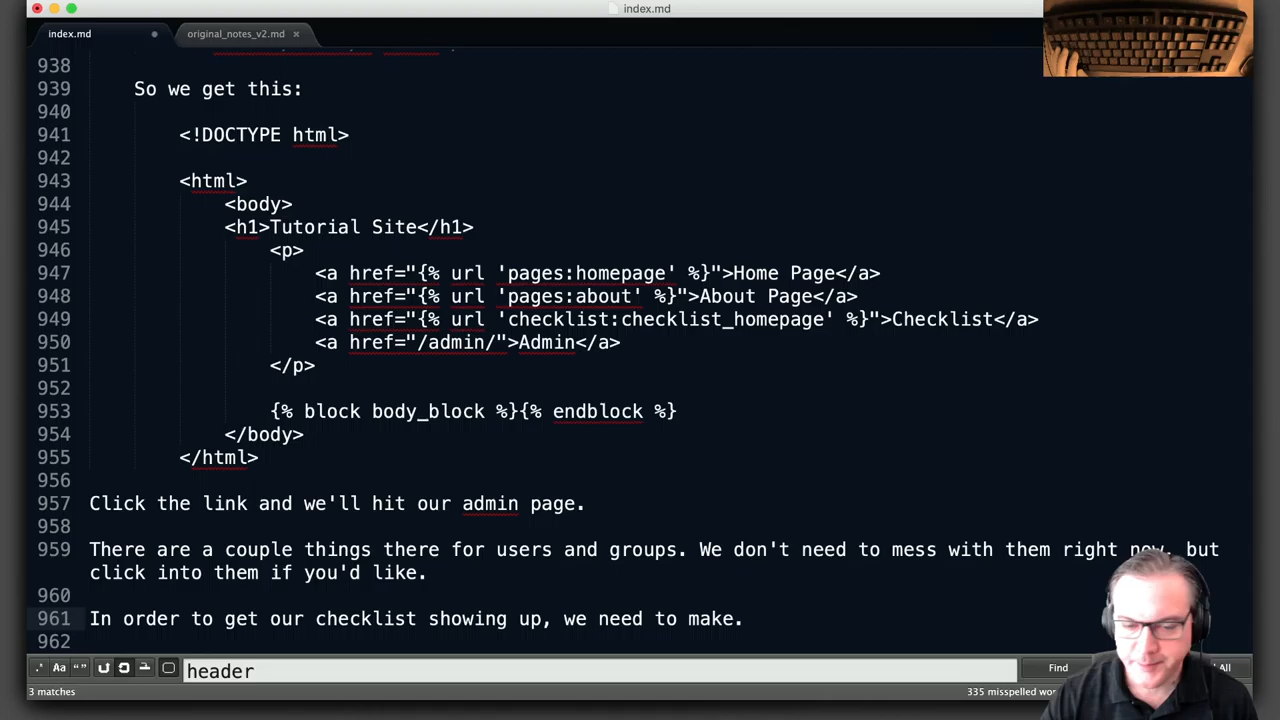 index.md
index.md
original_notes_v2.md ×
938
939 So we get this:
940
941 <!DOCTYPE html>
942
943 <html>
944 <body>
945 <h1>Tutorial Site</h1>
946 <p>
947 <a href="{% url 'pages:homepage' %}">Home Page</a>
948 <a href="{% url 'pages:about' %}">About Page</a>
949 <a href="{% url 'checklist:checklist_homepage' %}">Checklist</a>
950 <a href="/admin/">Admin</a>
951 </p>
952
953 {% block body_block %}{% endblock %}
954 </body>
955 </html>
956
957 Click the link and we'll hit our admin page.
958
959 There are a couple things there for users and groups. We don't need to mess with them right now, but
click into them if you'd like.
960
961 In order to get our checklist showing up, we need to make.
962
.* Aa “” header Find All
3 matches
335 misspelled